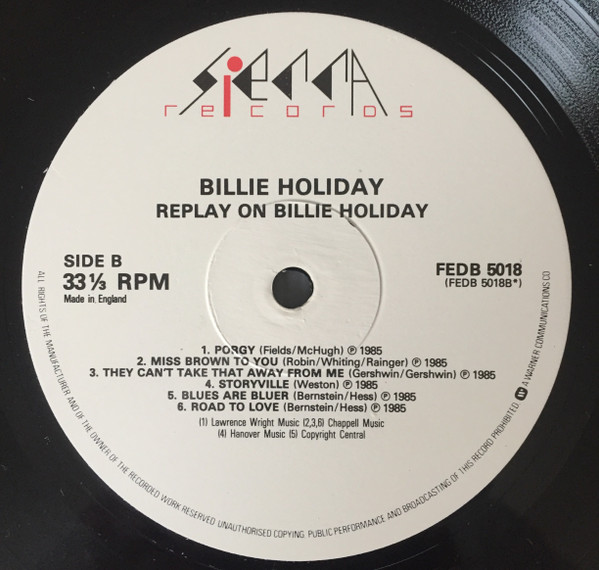 Sierra
records
BILLIE HOLIDAY
REPLAY ON BILLIE HOLIDAY
SIDE B
33⅓ RPM
Made in England
FEDB 5018
(FEDB 5018B*)
1. PORGY (Fields/McHugh) ℗ 1985
2. MISS BROWN TO YOU (Robin/Whiting/Rainger) ℗ 1985
3. THEY CAN'T TAKE THAT AWAY FROM ME (Gershwin/Gershwin) ℗ 1985
4. STORYVILLE (Weston) ℗ 1985
5. BLUES ARE BLUER (Bernstein/Hess) ℗ 1985
6. ROAD TO LOVE (Bernstein/Hess) ℗ 1985
(1) Lawrence Wright Music (2,3,6) Chappell Music
(4) Hanover Music (5) Copyright Central
ALL RIGHTS OF THE MANUFACTURER AND OF THE OWNER OF THE RECORDED WORK RESERVED. UNAUTHORISED COPYING, PUBLIC PERFORMANCE AND BROADCASTING OF THIS RECORD PROHIBITED. W A WARNER COMMUNICATIONS CO